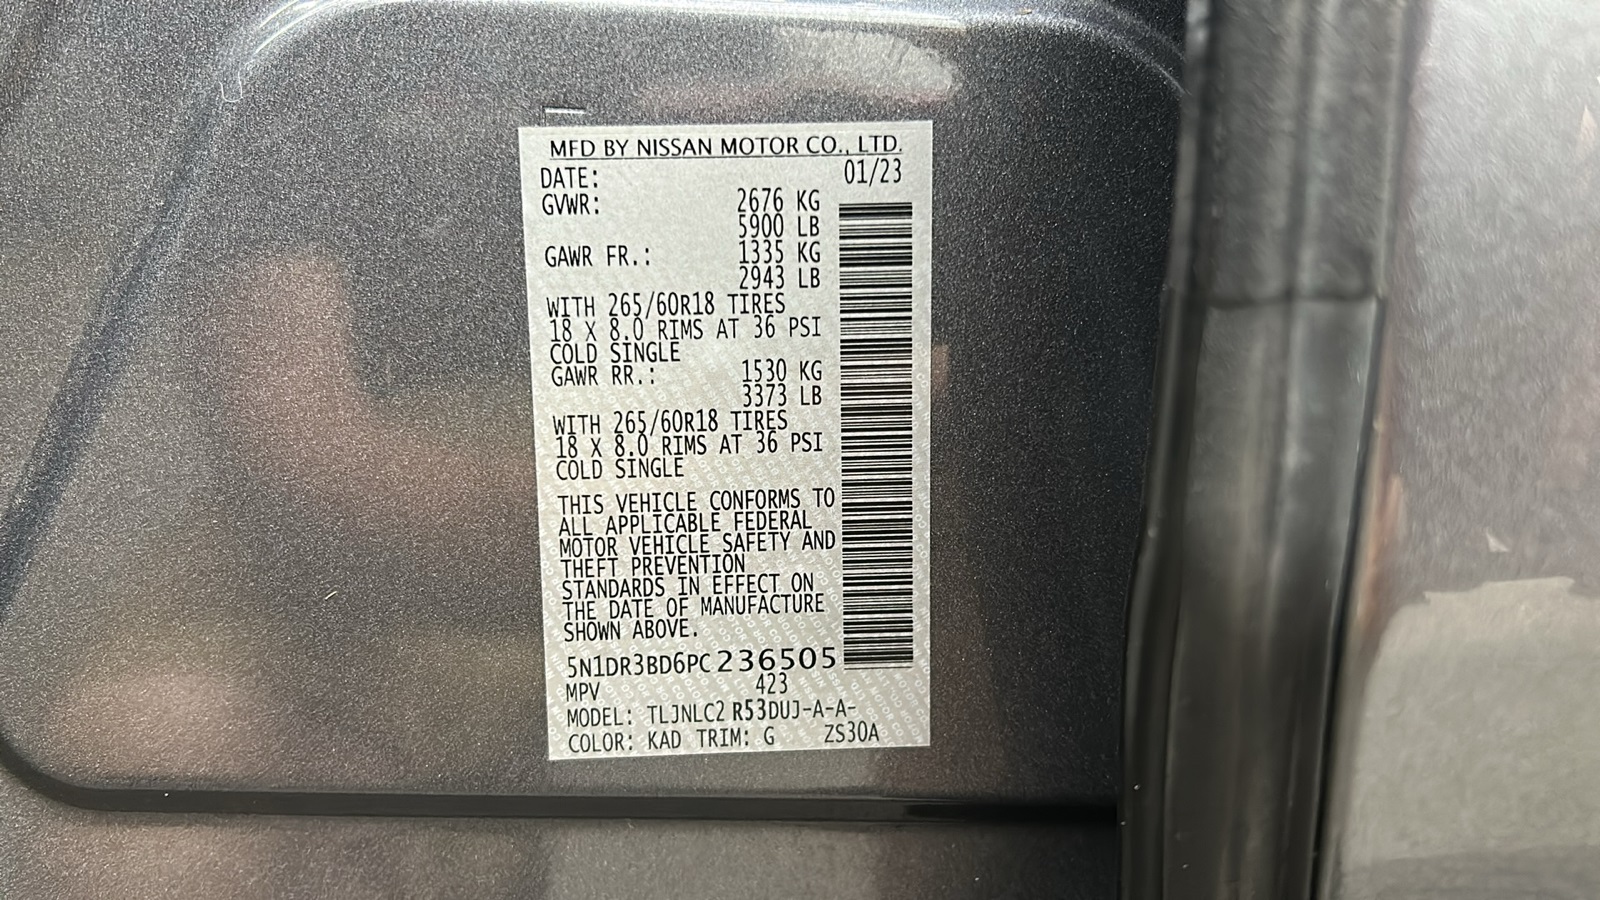 MFD BY NISSAN MOTOR CO., LTD.
DATE: 01/23
GVWR: 2676 KG
5900 LB
GAWR FR.: 1335 KG
2943 LB
WITH 265/60R18 TIRES
18 X 8.0 RIMS AT 36 PSI
COLD SINGLE
GAWR RR.: 1530 KG
3373 LB
WITH 265/60R18 TIRES
18 X 8.0 RIMS AT 36 PSI
COLD SINGLE
THIS VEHICLE CONFORMS TO
ALL APPLICABLE FEDERAL
MOTOR VEHICLE SAFETY AND
THEFT PREVENTION
STANDARDS IN EFFECT ON
THE DATE OF MANUFACTURE
SHOWN ABOVE.
5N1DR3BD6PC236505
MPV 423
MODEL: TLJNLC2 R53DUJ-A-A-
COLOR: KAD TRIM: G ZS30A